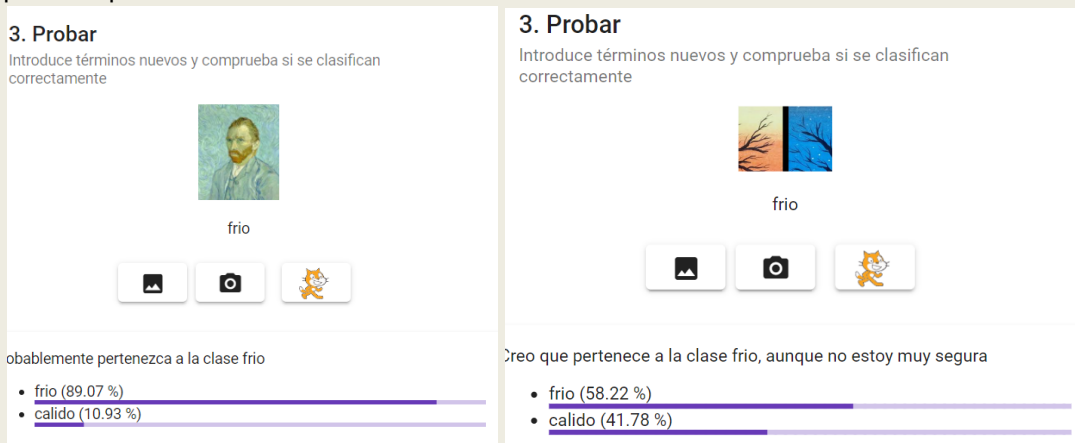 3. Probar
Introduce términos nuevos y comprueba si se clasifican
correctamente
frio
obablemente pertenezca a la clase frio
frio (89.07 %)
calido (10.93 %)
3. Probar
Introduce términos nuevos y comprueba si se clasifican
correctamente
frio
Creo que pertenece a la clase frio, aunque no estoy muy segura
frio (58.22 %)
calido (41.78 %)